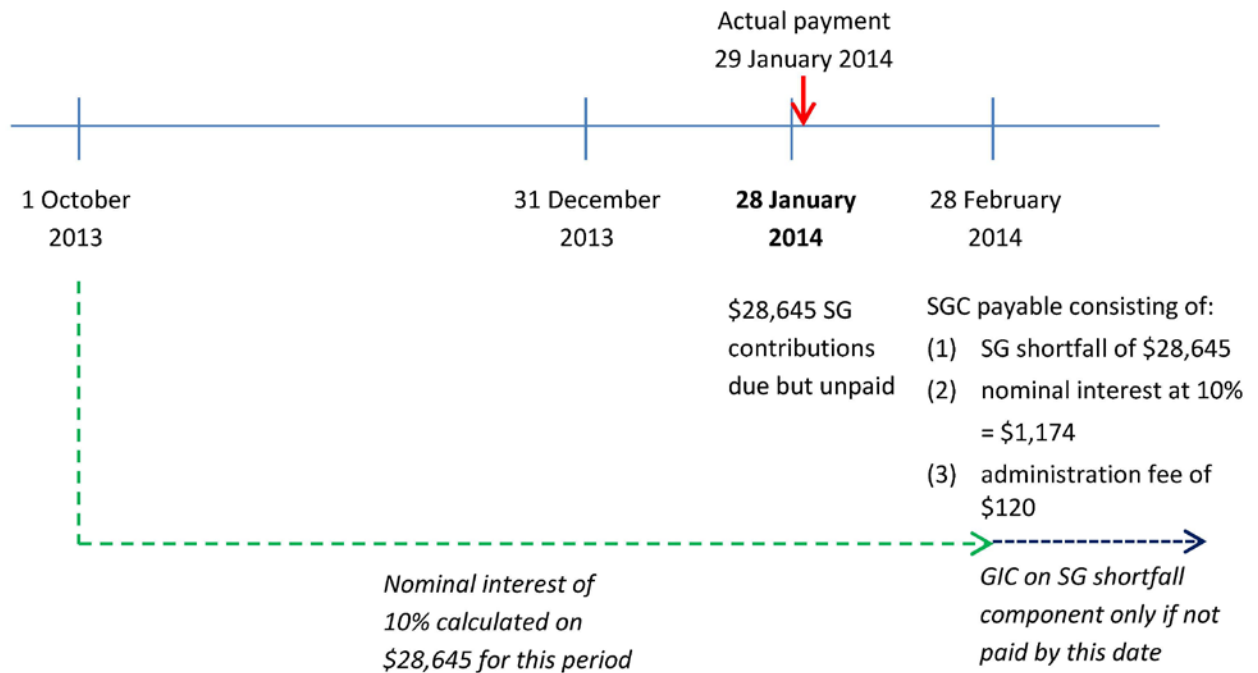 Actual payment
29 January 2014
1 October
2013
31 December
2013
28 January
2014
28 February
2014
$28,645 SG
contributions
due but unpaid
SGC payable consisting of:
(1) SG shortfall of $28,645
(2) nominal interest at 10%
= $1,174
(3) administration fee of
$120
Nominal interest of
10% calculated on
$28,645 for this period
GIC on SG shortfall
component only if not
paid by this date